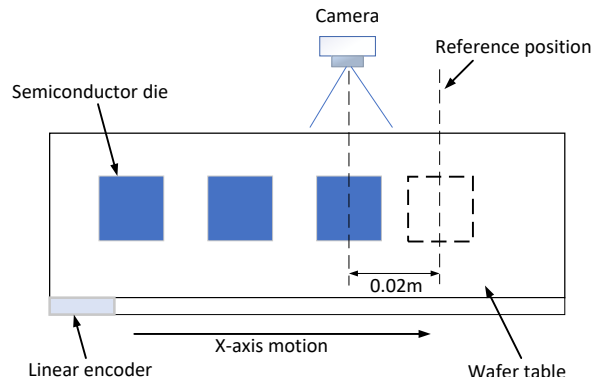 Camera
Reference position
Semiconductor die
0.02m
X-axis motion
Linear encoder
Wafer table